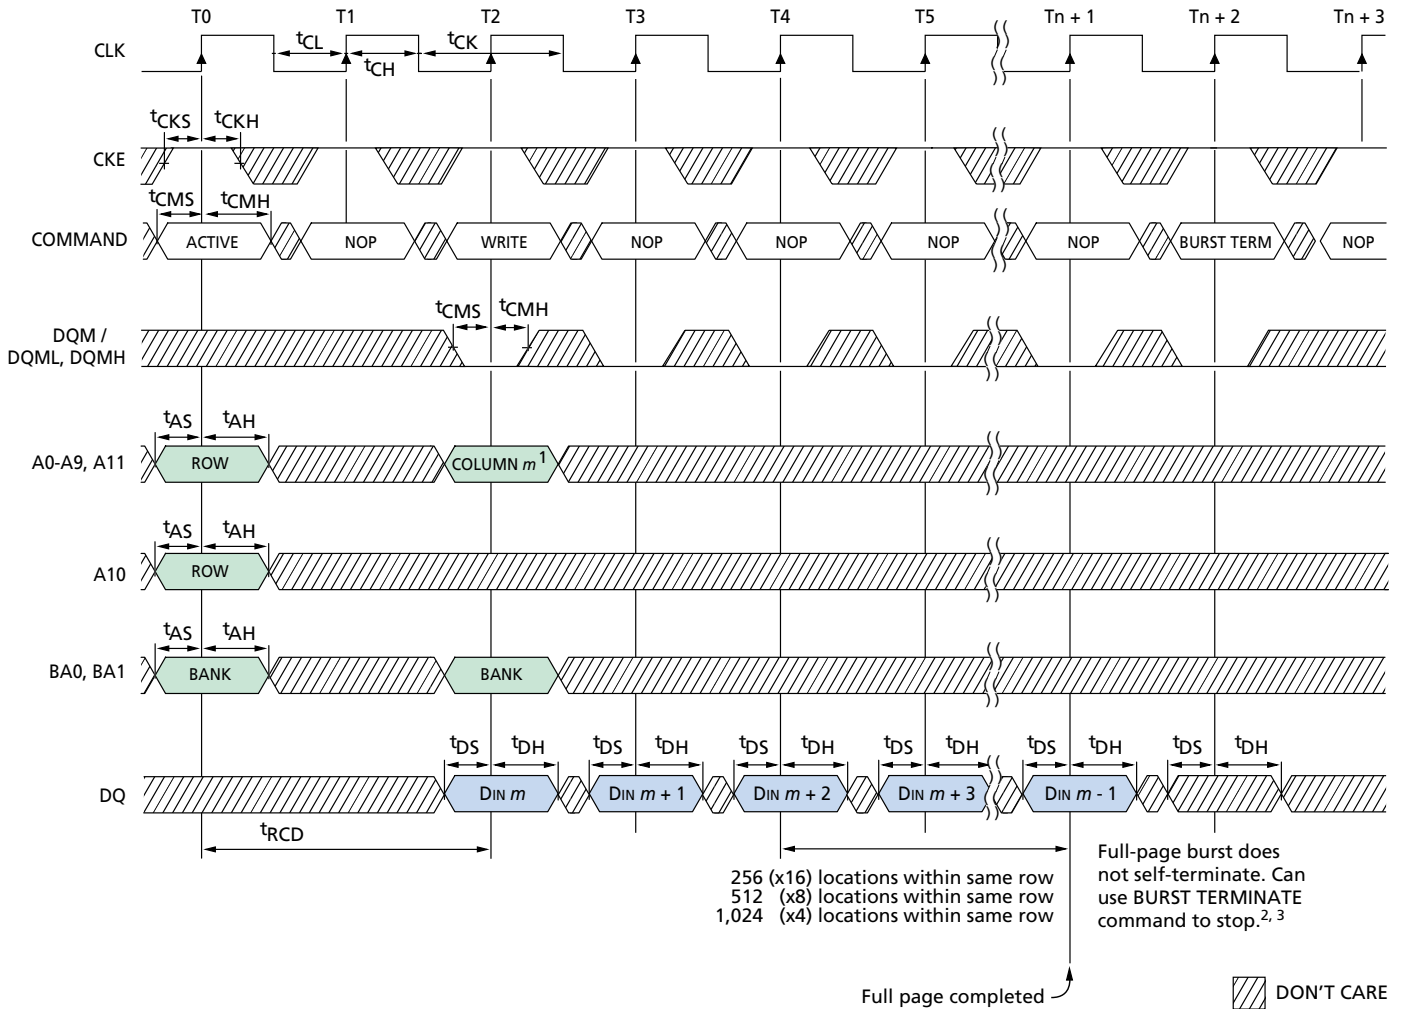 T0 T1 T2 T3 T4 T5 Tn + 1 Tn + 2 Tn + 3
CLK
tCL tCK
tCH
tCKS tCKH
CKE
tCMS tCMH
COMMAND ACTIVE NOP WRITE NOP NOP NOP NOP BURST TERM NOP
tCMS tCMH
DQM /
DQML, DQMH
tAS tAH
A0-A9, A11 ROW COLUMN m1
tAS tAH
A10 ROW
tAS tAH
BA0, BA1 BANK BANK
tDS tDH tDS tDH tDS tDH tDS tDH tDS tDH tDS tDH
DQ DIN m DIN m + 1 DIN m + 2 DIN m + 3 DIN m - 1
tRCD
256 (x16) locations within same row
512 (x8) locations within same row
1,024 (x4) locations within same row
Full-page burst does
not self-terminate. Can
use BURST TERMINATE
command to stop.2, 3
Full page completed
DON'T CARE